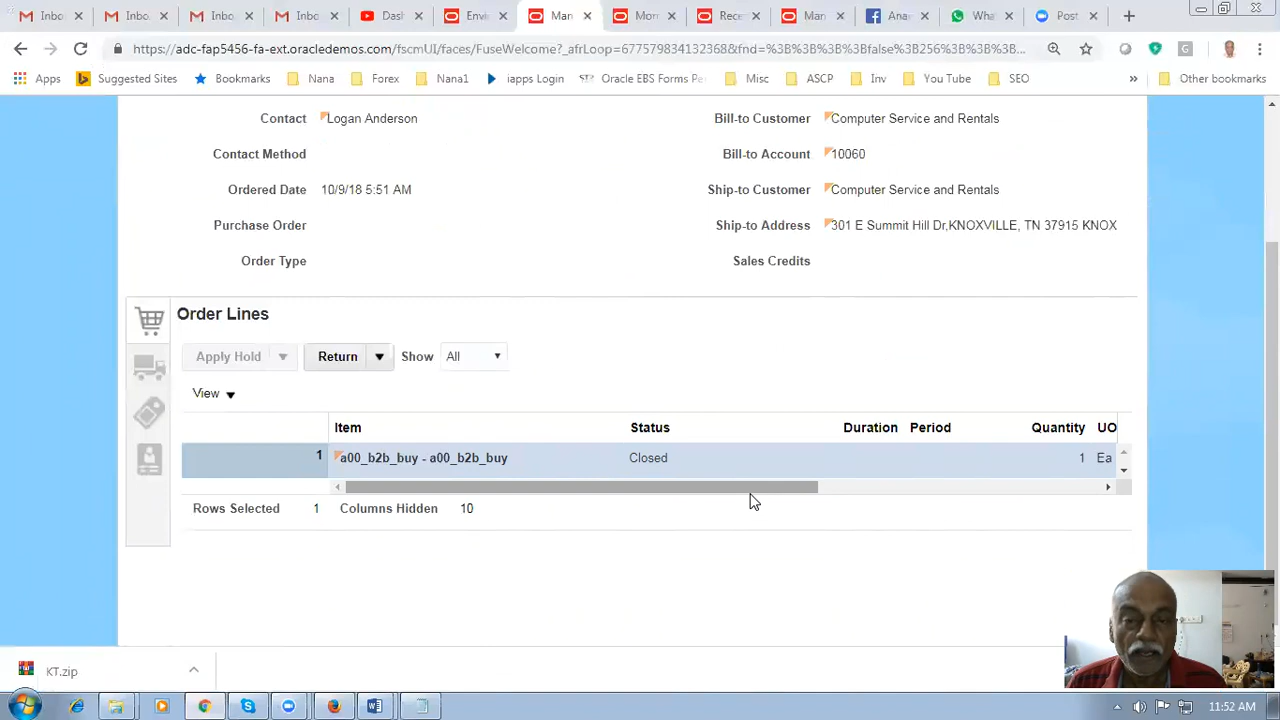 Inbo
Inbo
Inbo
Inbo
Dash
Envi
Man
Mor
Rece
Man
Ana
Wha
Post
https://adc-fap5456-fa-ext.oracledemos.com/fscmUI/faces/FuseWelcome?_afrLoop=677579834132368&fnd=%3B%3B%3B%3Bfalse%3B256%3B%3B%3B...
Apps
Suggested Sites
Bookmarks
Nana
Forex
Nana1
iapps Login
Oracle EBS Forms Pe
Misc
ASCP
Inv
You Tube
SEO
»
Other bookmarks
Contact Logan Anderson
Bill-to Customer Computer Service and Rentals
Contact Method
Bill-to Account 10060
Ordered Date 10/9/18 5:51 AM
Ship-to Customer Computer Service and Rentals
Purchase Order
Ship-to Address 301 E Summit Hill Dr,KNOXVILLE, TN 37915 KNOX
Order Type
Sales Credits
Order Lines
Apply Hold Return Show All
View
Item Status Duration Period Quantity UO
1 a00_b2b_buy - a00_b2b_buy Closed 1 Ea
Rows Selected 1 Columns Hidden 10
KT.zip
11:52 AM